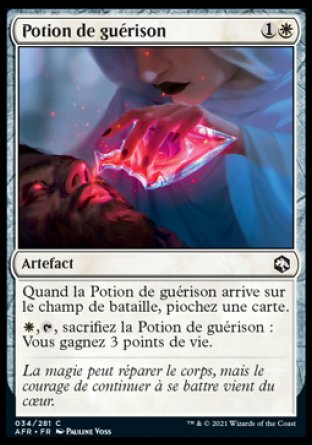 Potion de guérison 1
Artefact
Quand la Potion de guérison arrive sur
le champ de bataille, piochez une carte.
, , sacrifiez la Potion de guérison :
Vous gagnez 3 points de vie.
La magie peut réparer le corps, mais le
courage de continuer à se battre vient du
cœur.
034/281 C
AFR • FR Pauline Voss ™ & © 2021 Wizards of the Coast